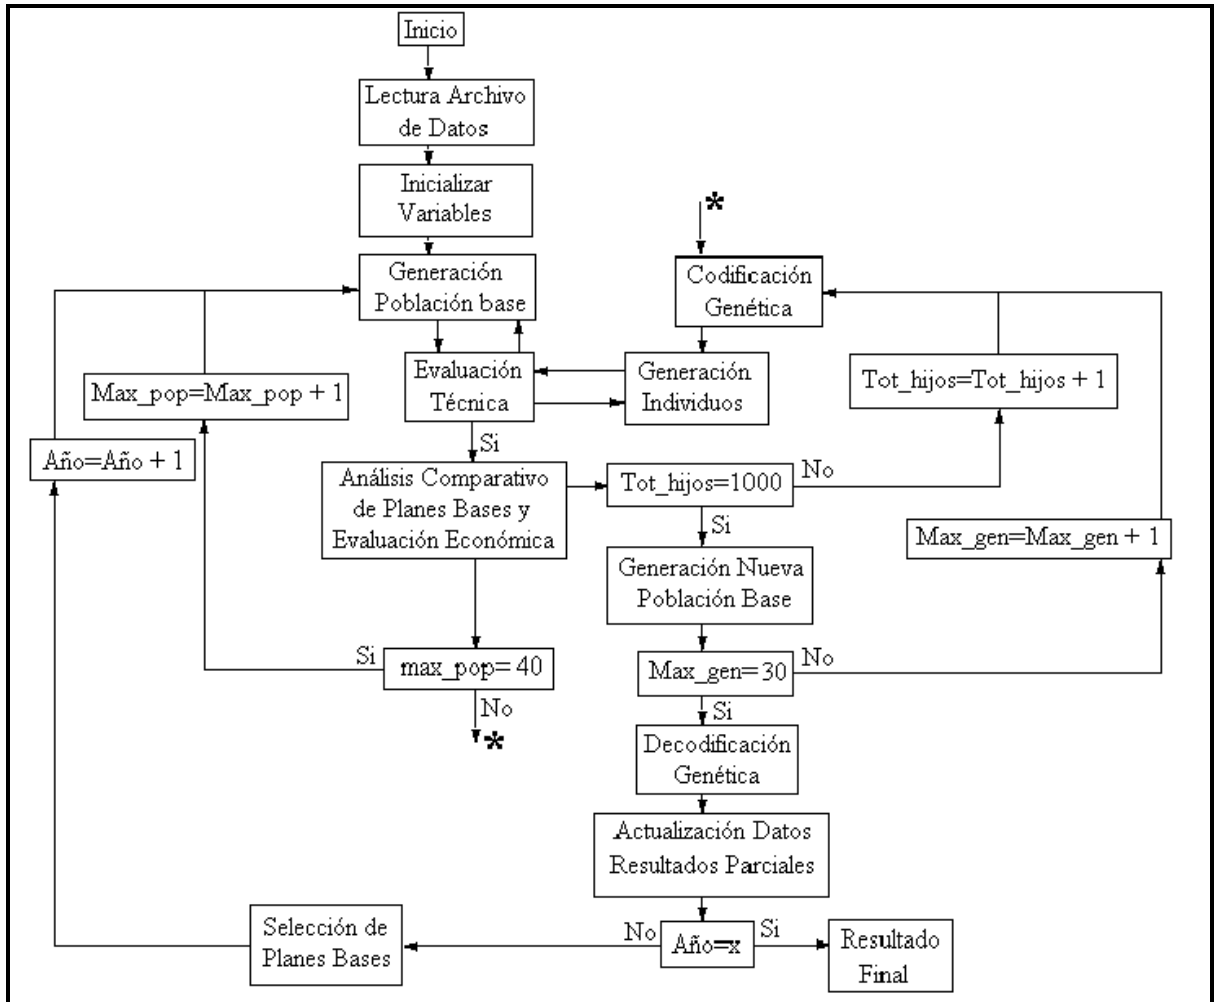 Inicio
Lectura Archivo
de Datos
Inicializar
Variables
*
Generación
Población base
Codificación
Genética
Evaluación
Técnica
Generación
Individuos
Max_pop=Max_pop + 1
Tot_hijos=Tot_hijos + 1
Año=Año + 1
Si
Análisis Comparativo
de Planes Bases y
Evaluación Económica
Tot_hijos=1000
No
Si
Max_gen=Max_gen + 1
Generación Nueva
Población Base
Si
max_pop= 40
No
*
Max_gen=30
No
Si
Decodificación
Genética
Actualización Datos
Resultados Parciales
Selección de
Planes Bases
No
Año=x
Si
Resultado
Final